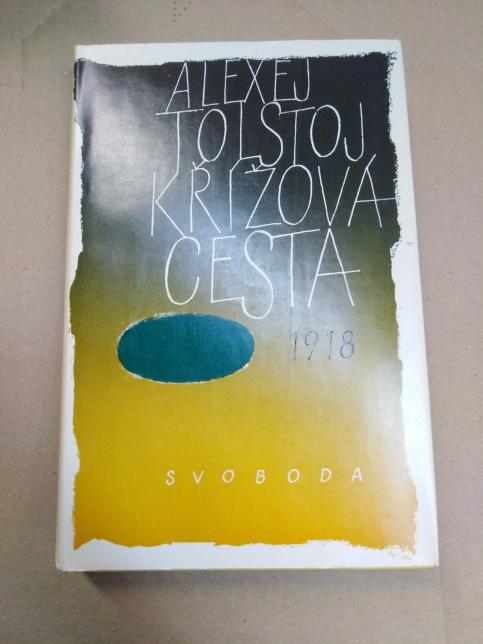 ALEXEJ
TOLSTOJ
KŘÍŽOVÁ
CESTA
1918
SVOBODA